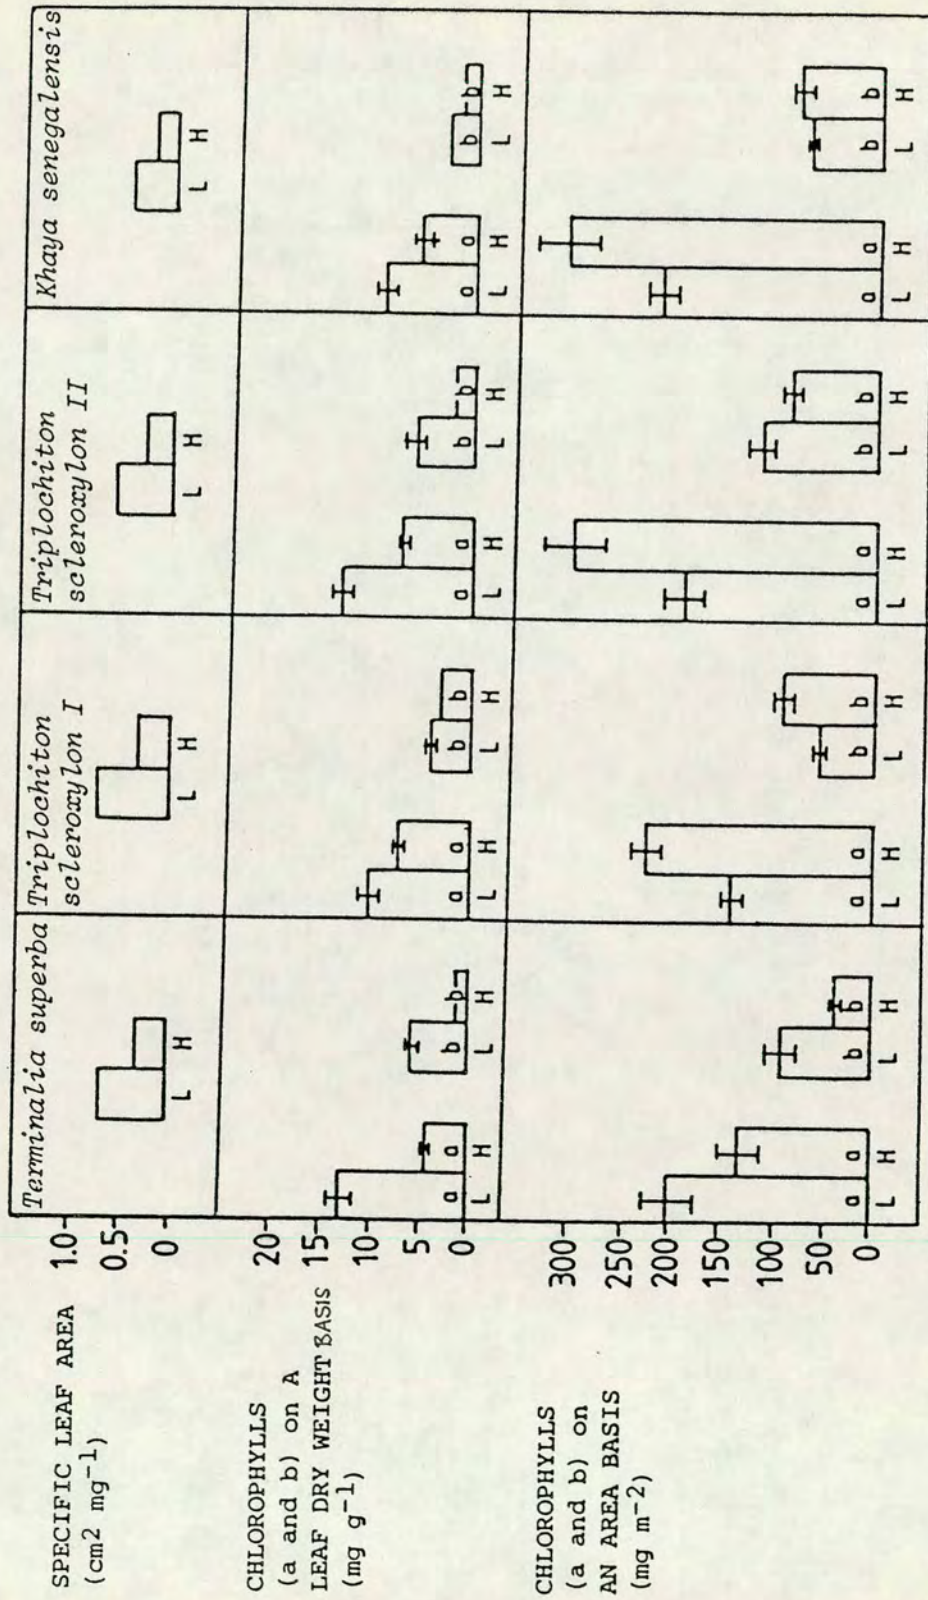 Terminalia superba
Triplochiton
scleroxylon I
Triplochiton
scleroxylon II
Khaya senegalensis
SPECIFIC LEAF AREA
(cm2 mg-1)
1.0
0.5
0
L H
L H
L H
L H
CHLOROPHYLLS
(a and b) on A
LEAF DRY WEIGHT BASIS
(mg g-1)
20
15
10
5
0
a a b b
L H L H
a a b b
L H L H
a a b b
L H L H
a a b b
L H L H
CHLOROPHYLLS
(a and b) on
AN AREA BASIS
(mg m-2)
300
250
200
150
100
50
0
a a b b
L H L H
a a b b
L H L H
a a b b
L H L H
a a b b
L H L H